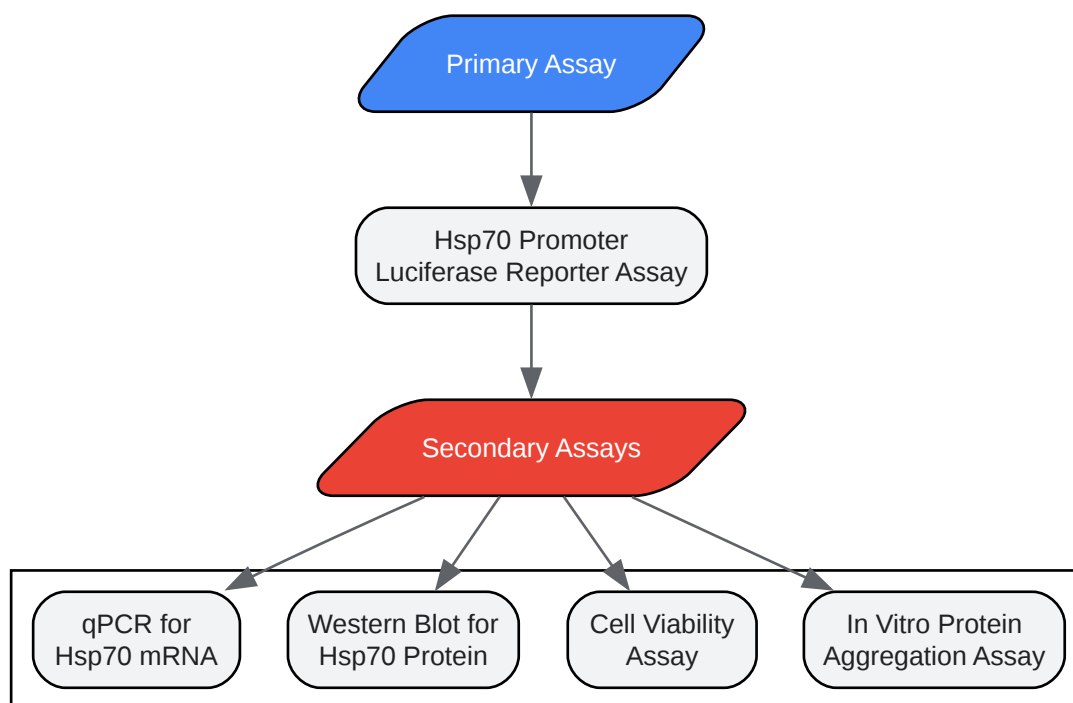 Primary Assay
Hsp70 Promoter
Luciferase Reporter Assay
Secondary Assays
qPCR for
Hsp70 mRNA
Western Blot for
Hsp70 Protein
Cell Viability
Assay
In Vitro Protein
Aggregation Assay